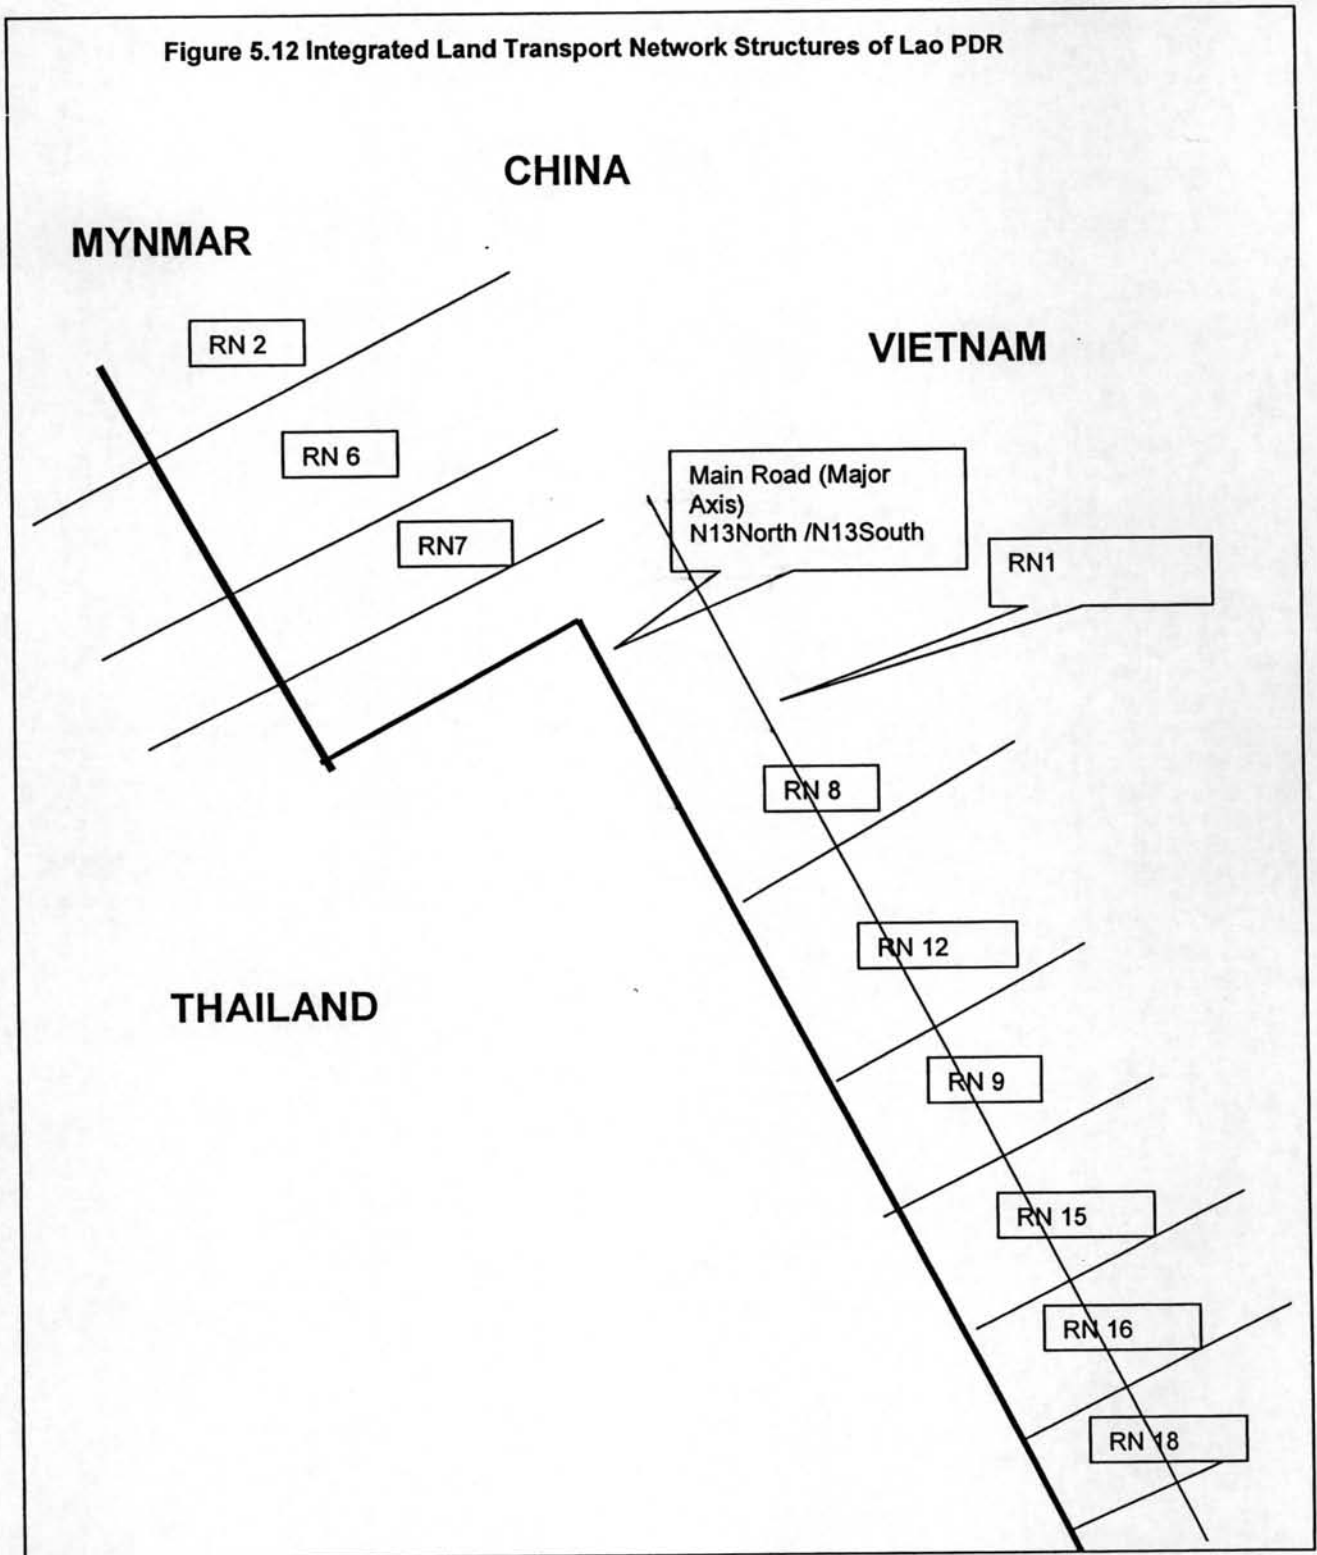 Figure 5.12 Integrated Land Transport Network Structures of Lao PDR
CHINA
MYNMAR
RN 2
VIETNAM
RN 6
Main Road (Major
Axis)
N13North /N13South
RN7
RN1
RN 8
RN 12
THAILAND
RN 9
RN 15
RN 16
RN 18